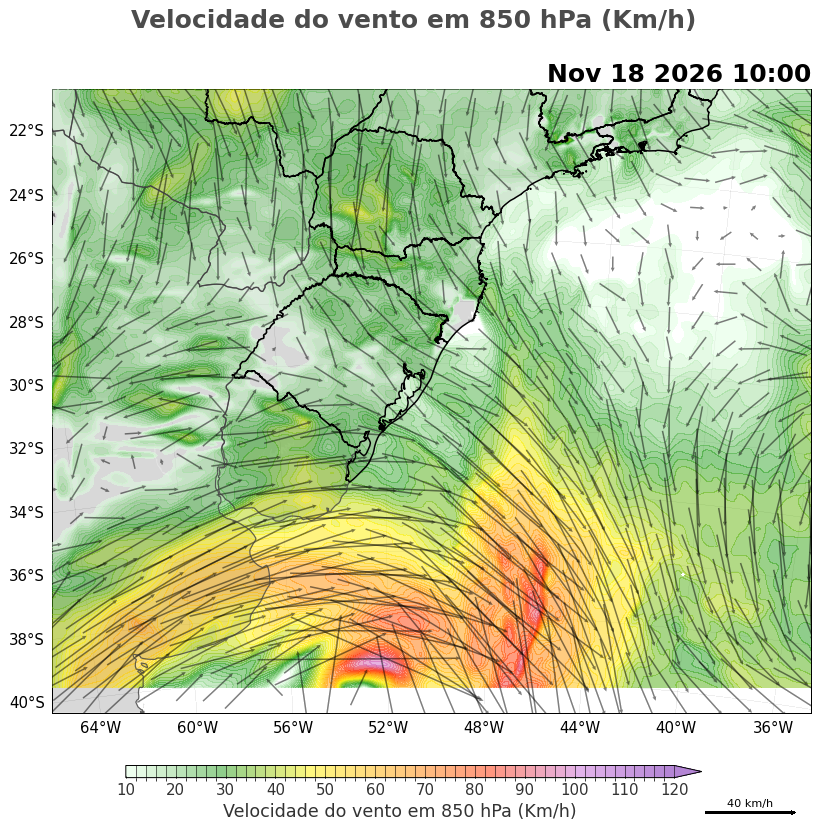 Velocidade do vento em 850 hPa (Km/h)
Nov 18 2026 10:00
22°S
24°S
26°S
28°S
30°S
32°S
34°S
36°S
38°S
40°S
64°W 60°W 56°W 52°W 48°W 44°W 40°W 36°W
10 20 30 40 50 60 70 80 90 100 110 120
Velocidade do vento em 850 hPa (Km/h)
40 km/h